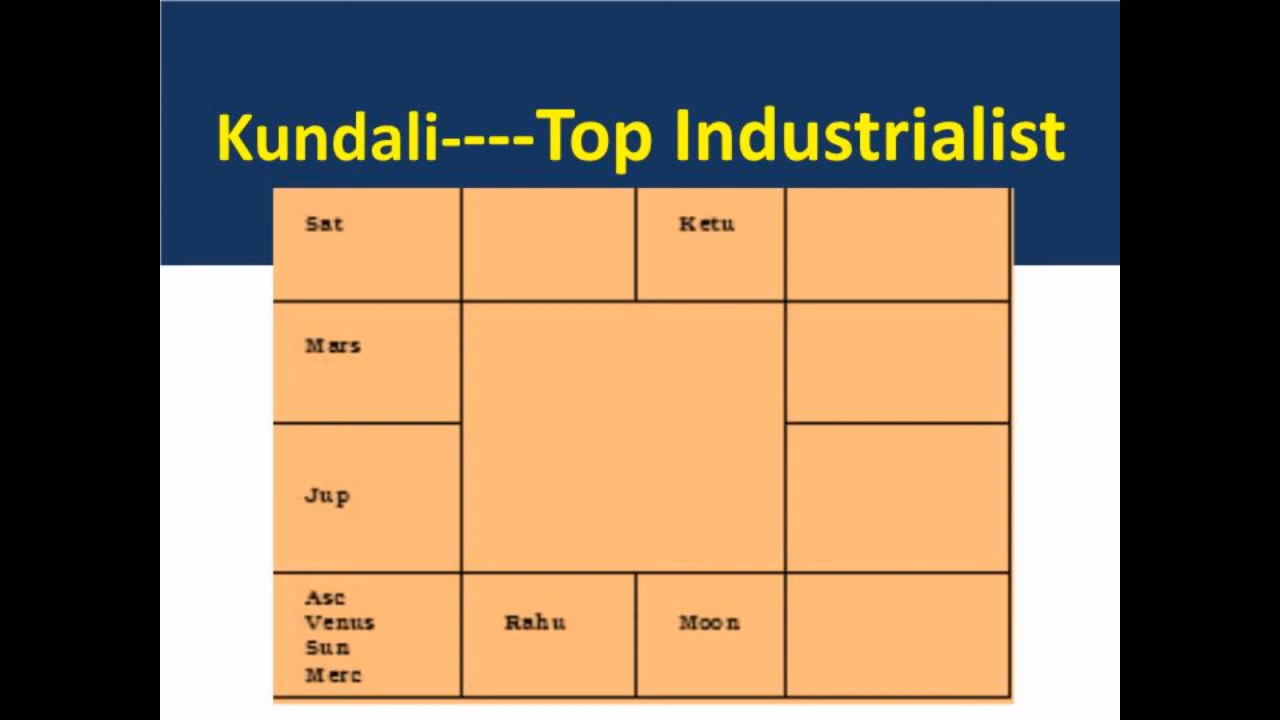 Kundali----Top Industrialist
Sat Ketu
Mars
Jup
Asc
Venus Rahu Moon
Sun
Merc